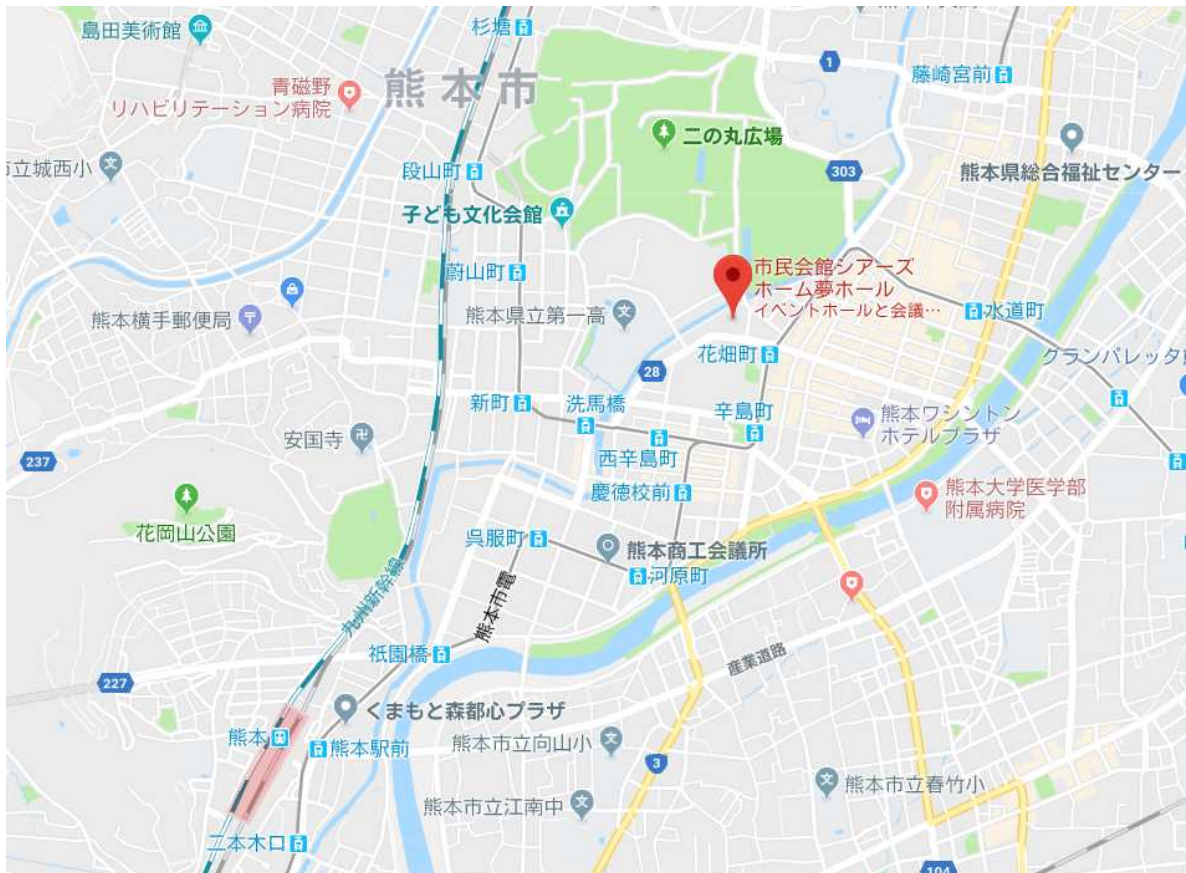 杉塘
島田美術館
1
藤崎宮前
青磁野
リハビリテーション病院
熊本市
二の丸広場
熊本県総合福祉センター
市立城西小
段山町
303
子ども文化会館
市民会館シアーズ
ホーム夢ホール
イベントホールと会議…
蔚山町
熊本横手郵便局
熊本県立第一高
水道町
花畑町
グランパレッタ
28
新町
洗馬橋
辛島町
熊本ワシントン
ホテルプラザ
安国寺
237
西辛島町
慶徳校前
熊本大学医学部
附属病院
花岡山公園
呉服町
熊本商工会議所
河原町
九州新幹線
熊本市電
祇園橋
産業道路
227
くまもと森都心プラザ
熊本
熊本駅前
熊本市立向山小
3
熊本市立春竹小
熊本市立江南中
二本木口
104